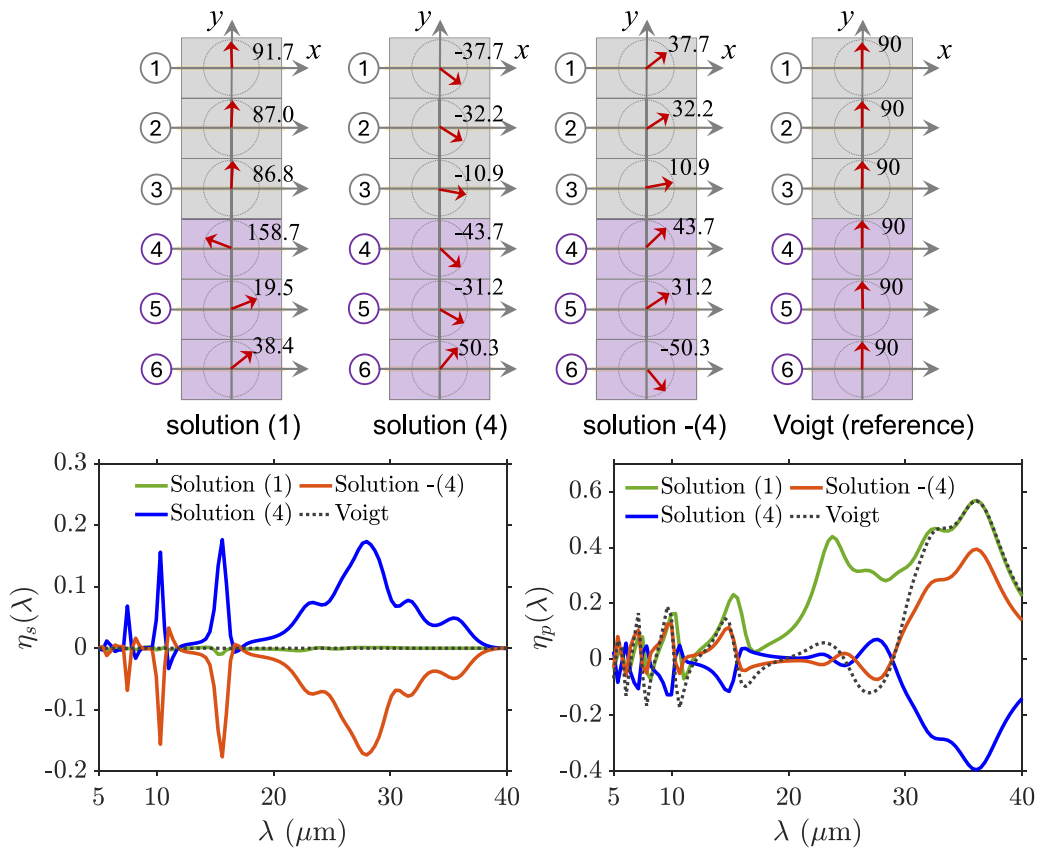 y y y y
91.7 x -37.7 x 37.7 x 90 x
1 1 1 1
87.0 -32.2 32.2 90
2 2 2 2
86.8 -10.9 10.9 90
3 3 3 3
158.7 -43.7 43.7 90
4 4 4 4
19.5 -31.2 31.2 90
5 5 5 5
38.4 50.3 -50.3 90
6 6 6 6
solution (1) solution (4) solution -(4) Voigt (reference)
0.3
Solution (1) Solution -(4)
Solution (4) Voigt
0.2
0.1
0
-0.1
-0.2
η_s(λ)
5 10 20 30 40
λ (μm)
Solution (1) Solution -(4)
0.6
Solution (4) Voigt
0.4
0.2
0
-0.2
-0.4
η_p(λ)
5 10 20 30 40
λ (μm)